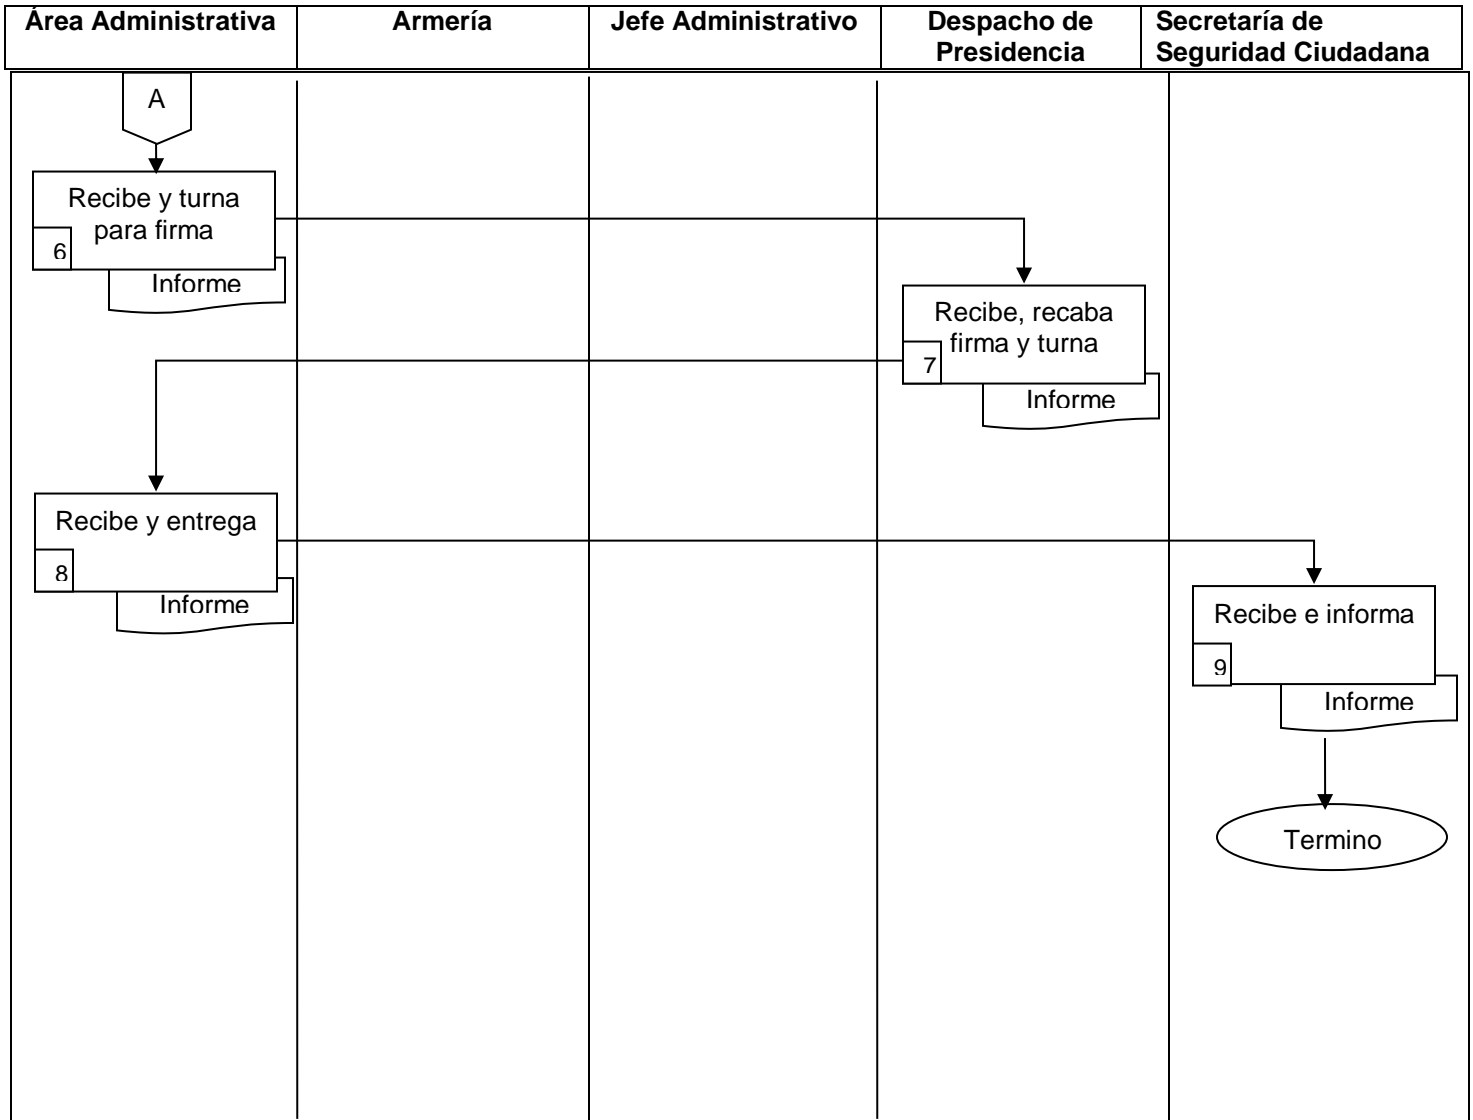 Área Administrativa
Armería
Jefe Administrativo
Despacho de
Presidencia
Secretaría de
Seguridad Ciudadana
A
Recibe y turna
para firma
6
Informe
Recibe, recaba
firma y turna
7
Informe
Recibe y entrega
8
Informe
Recibe e informa
9
Informe
Termino